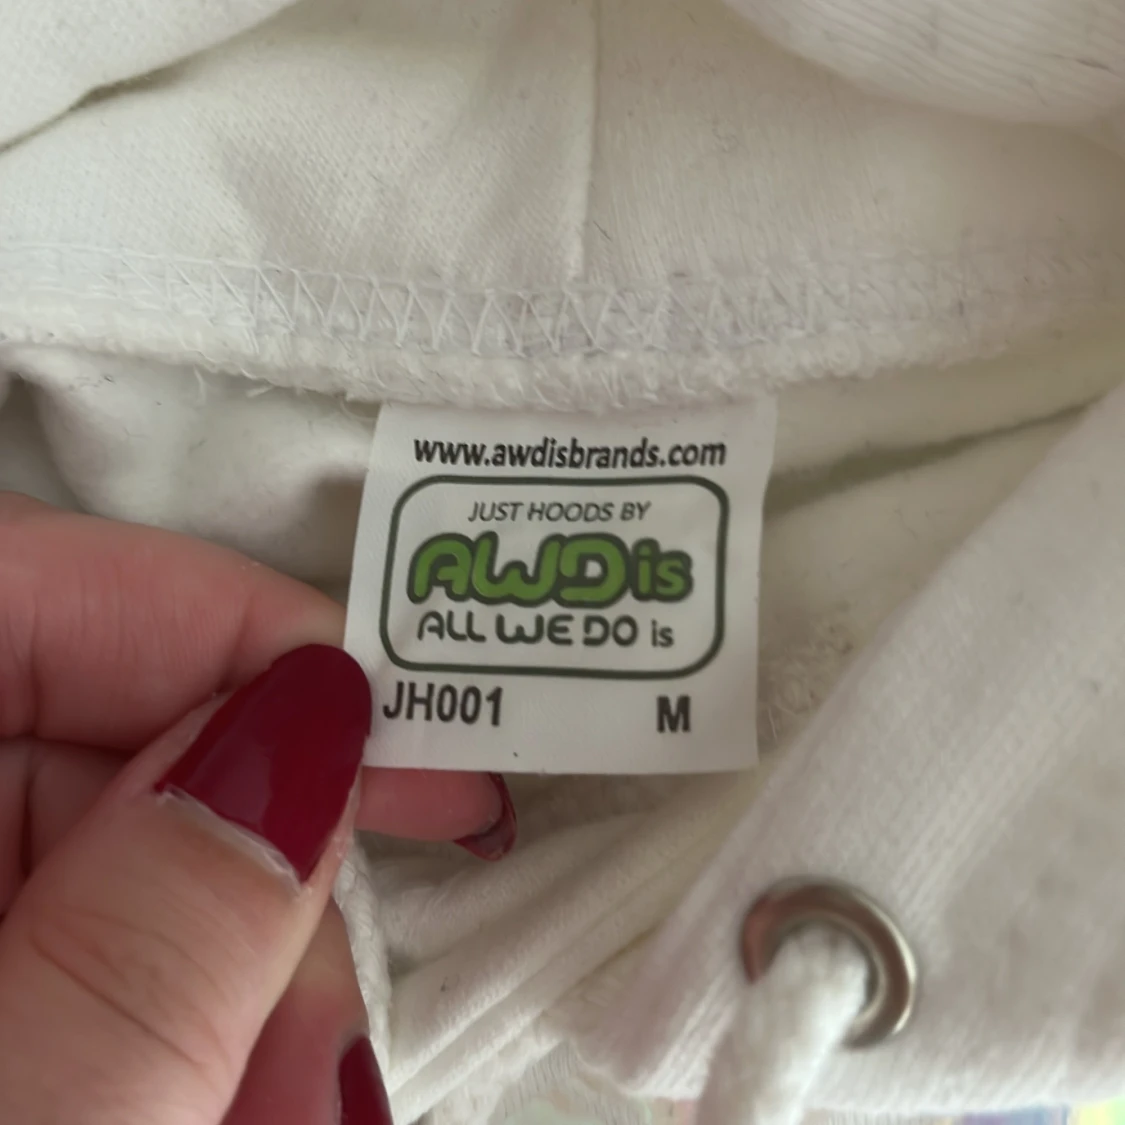 www.awdisbrands.com
JUST HOODS BY
AWDis
ALL WE DO is
JH001 M